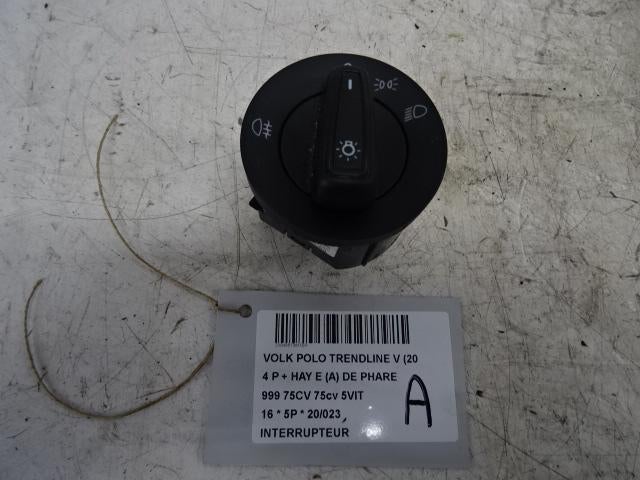 VOLK POLO TRENDLINE V (20
4 P + HAY E (A) DE PHARE
999 75CV 75cv 5VIT
16 * 5P * 20/023
INTERRUPTEUR
A